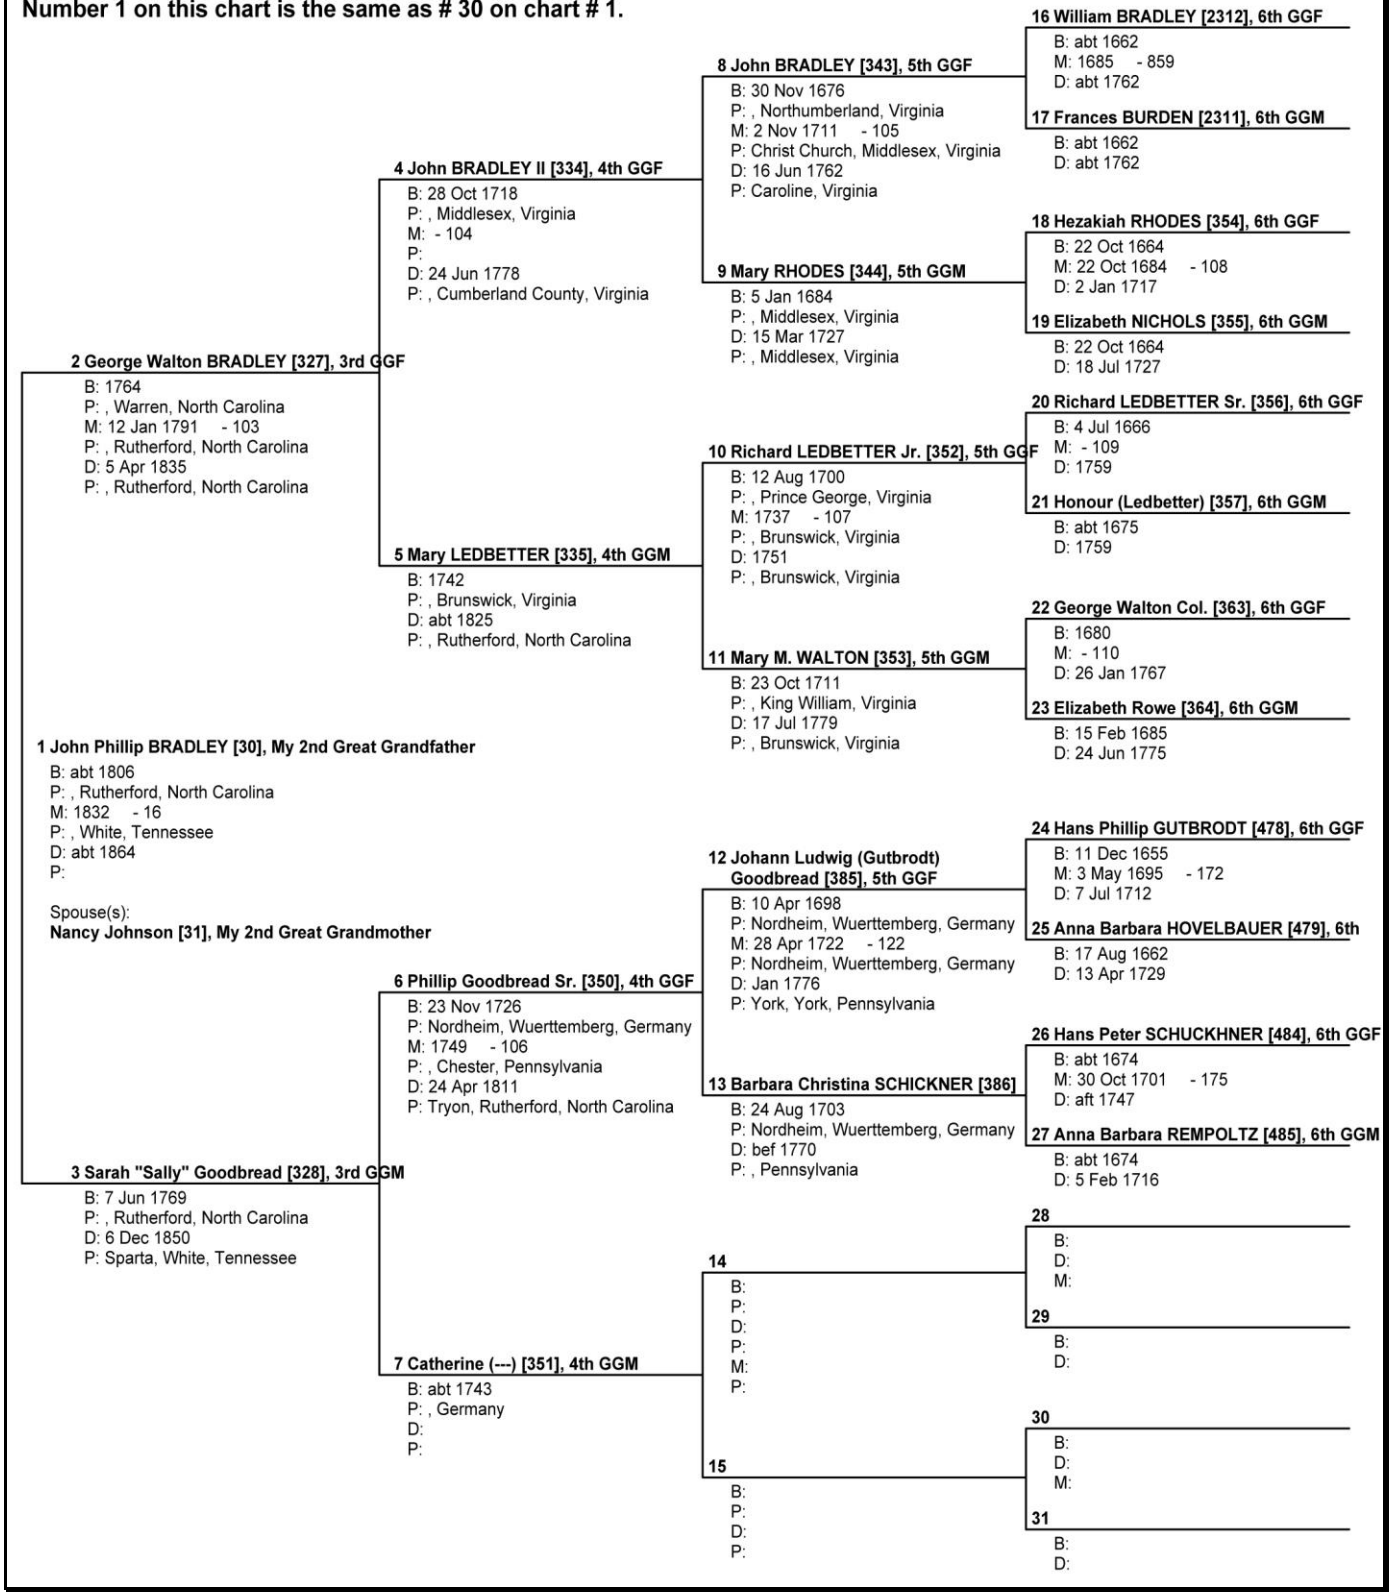 Number 1 on this chart is the same as # 30 on chart # 1.
1 John Phillip BRADLEY [30], My 2nd Great Grandfather
B: abt 1806
P: , Rutherford, North Carolina
M: 1832 - 16
P: , White, Tennessee
D: abt 1864
P:
Spouse(s):
Nancy Johnson [31], My 2nd Great Grandmother
2 George Walton BRADLEY [327], 3rd GGF
B: 1764
P: , Warren, North Carolina
M: 12 Jan 1791 - 103
P: , Rutherford, North Carolina
D: 5 Apr 1835
P: , Rutherford, North Carolina
3 Sarah "Sally" Goodbread [328], 3rd GGM
B: 7 Jun 1769
P: , Rutherford, North Carolina
D: 6 Dec 1850
P: Sparta, White, Tennessee
4 John BRADLEY II [334], 4th GGF
B: 28 Oct 1718
P: , Middlesex, Virginia
M: - 104
P:
D: 24 Jun 1778
P: , Cumberland County, Virginia
5 Mary LEDBETTER [335], 4th GGM
B: 1742
P: , Brunswick, Virginia
D: abt 1825
P: , Rutherford, North Carolina
6 Phillip Goodbread Sr. [350], 4th GGF
B: 23 Nov 1726
P: Nordheim, Wuerttemberg, Germany
M: 1749 - 106
P: , Chester, Pennsylvania
D: 24 Apr 1811
P: Tryon, Rutherford, North Carolina
7 Catherine (---) [351], 4th GGM
B: abt 1743
P: , Germany
D:
P:
8 John BRADLEY [343], 5th GGF
B: 30 Nov 1676
P: , Northumberland, Virginia
M: 2 Nov 1711 - 105
P: Christ Church, Middlesex, Virginia
D: 16 Jun 1762
P: Caroline, Virginia
9 Mary RHODES [344], 5th GGM
B: 5 Jan 1684
P: , Middlesex, Virginia
D: 15 Mar 1727
P: , Middlesex, Virginia
10 Richard LEDBETTER Jr. [352], 5th GGF
B: 12 Aug 1700
P: , Prince George, Virginia
M: 1737 - 107
P: , Brunswick, Virginia
D: 1751
P: , Brunswick, Virginia
11 Mary M. WALTON [353], 5th GGM
B: 23 Oct 1711
P: , King William, Virginia
D: 17 Jul 1779
P: , Brunswick, Virginia
12 Johann Ludwig (Gutbrodt)
Goodbread [385], 5th GGF
B: 10 Apr 1698
P: Nordheim, Wuerttemberg, Germany
M: 28 Apr 1722 - 122
P: Nordheim, Wuerttemberg, Germany
D: Jan 1776
P: York, York, Pennsylvania
13 Barbara Christina SCHICKNER [386]
B: 24 Aug 1703
P: Nordheim, Wuerttemberg, Germany
D: bef 1770
P: , Pennsylvania
14
B:
P:
D:
P:
M:
P:
15
B:
P:
D:
P:
16 William BRADLEY [2312], 6th GGF
B: abt 1662
M: 1685 - 859
D: abt 1762
17 Frances BURDEN [2311], 6th GGM
B: abt 1662
D: abt 1762
18 Hezakiah RHODES [354], 6th GGF
B: 22 Oct 1664
M: 22 Oct 1684 - 108
D: 2 Jan 1717
19 Elizabeth NICHOLS [355], 6th GGM
B: 22 Oct 1664
D: 18 Jul 1727
20 Richard LEDBETTER Sr. [356], 6th GGF
B: 4 Jul 1666
M: - 109
D: 1759
21 Honour (Ledbetter) [357], 6th GGM
B: abt 1675
D: 1759
22 George Walton Col. [363], 6th GGF
B: 1680
M: - 110
D: 26 Jan 1767
23 Elizabeth Rowe [364], 6th GGM
B: 15 Feb 1685
D: 24 Jun 1775
24 Hans Phillip GUTBRODT [478], 6th GGF
B: 11 Dec 1655
M: 3 May 1695 - 172
D: 7 Jul 1712
25 Anna Barbara HOVELBAUER [479], 6th
B: 17 Aug 1662
D: 13 Apr 1729
26 Hans Peter SCHUCKHNER [484], 6th GGF
B: abt 1674
M: 30 Oct 1701 - 175
D: aft 1747
27 Anna Barbara REMPOLTZ [485], 6th GGM
B: abt 1674
D: 5 Feb 1716
28
B:
D:
M:
29
B:
D:
30
B:
D:
M:
31
B:
D: